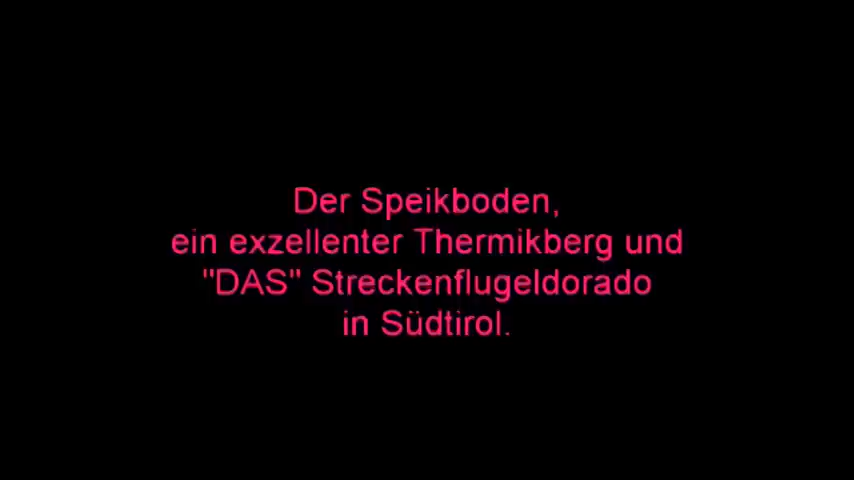 Der Speikboden,
ein exzellenter Thermikberg und
"DAS" Streckenflugeldorado
in Südtirol.